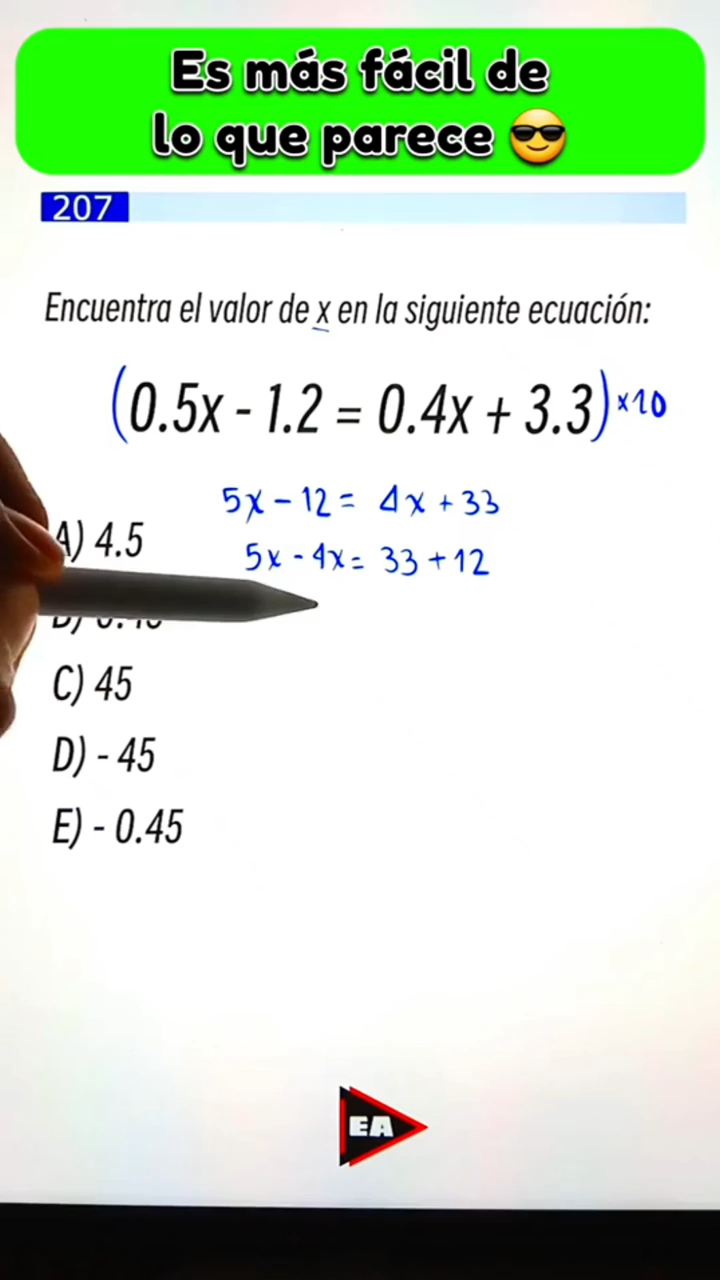 Es más fácil de
lo que parece 😎
207
Encuentra el valor de x en la siguiente ecuación:
(0.5x - 1.2 = 0.4x + 3.3) x10
5x - 12 = 4x + 33
A) 4.5
5x - 4x = 33 + 12
C) 45
D) - 45
E) - 0.45
EA